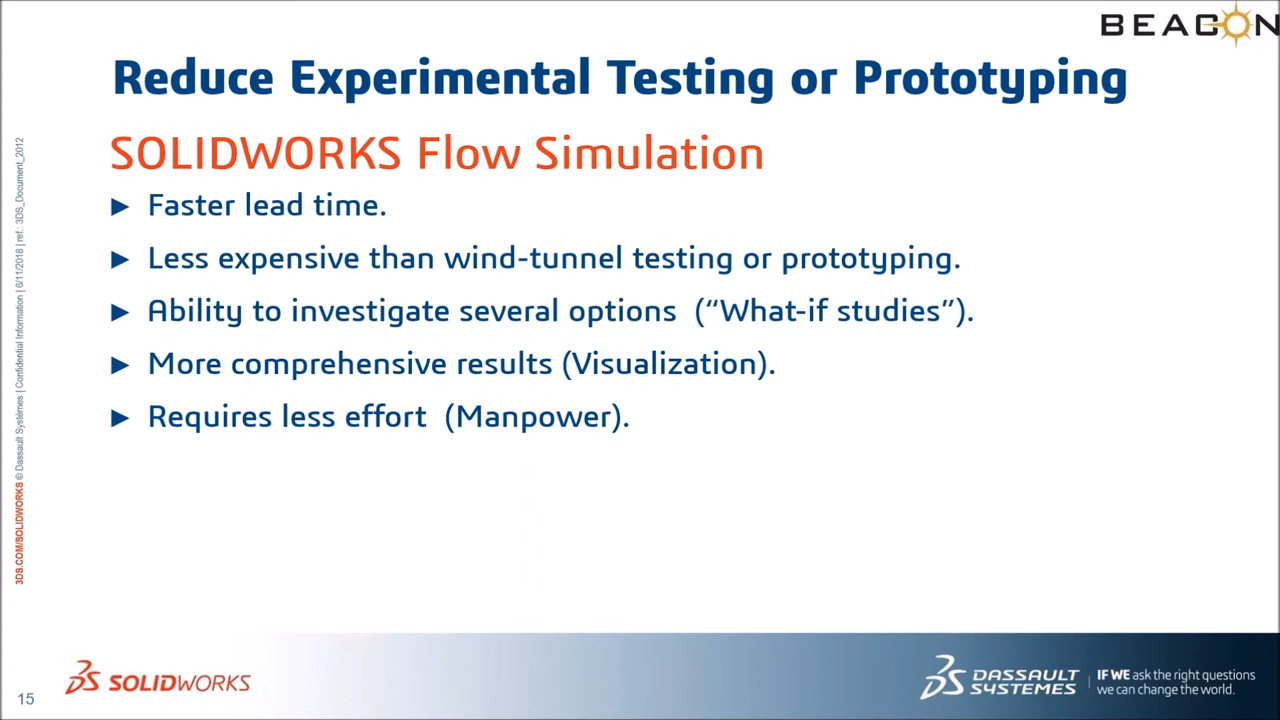 BEACON
Reduce Experimental Testing or Prototyping
SOLIDWORKS Flow Simulation
► Faster lead time.
► Less expensive than wind-tunnel testing or prototyping.
► Ability to investigate several options (“What-if studies”).
► More comprehensive results (Visualization).
► Requires less effort (Manpower).
3DS.COM/SOLIDWORKS © Dassault Systèmes | Confidential Information | 6/11/2018 | ref.: 3DS_Document_2012
15
SOLIDWORKS
DASSAULT SYSTEMES
IF WE ask the right questions
we can change the world.